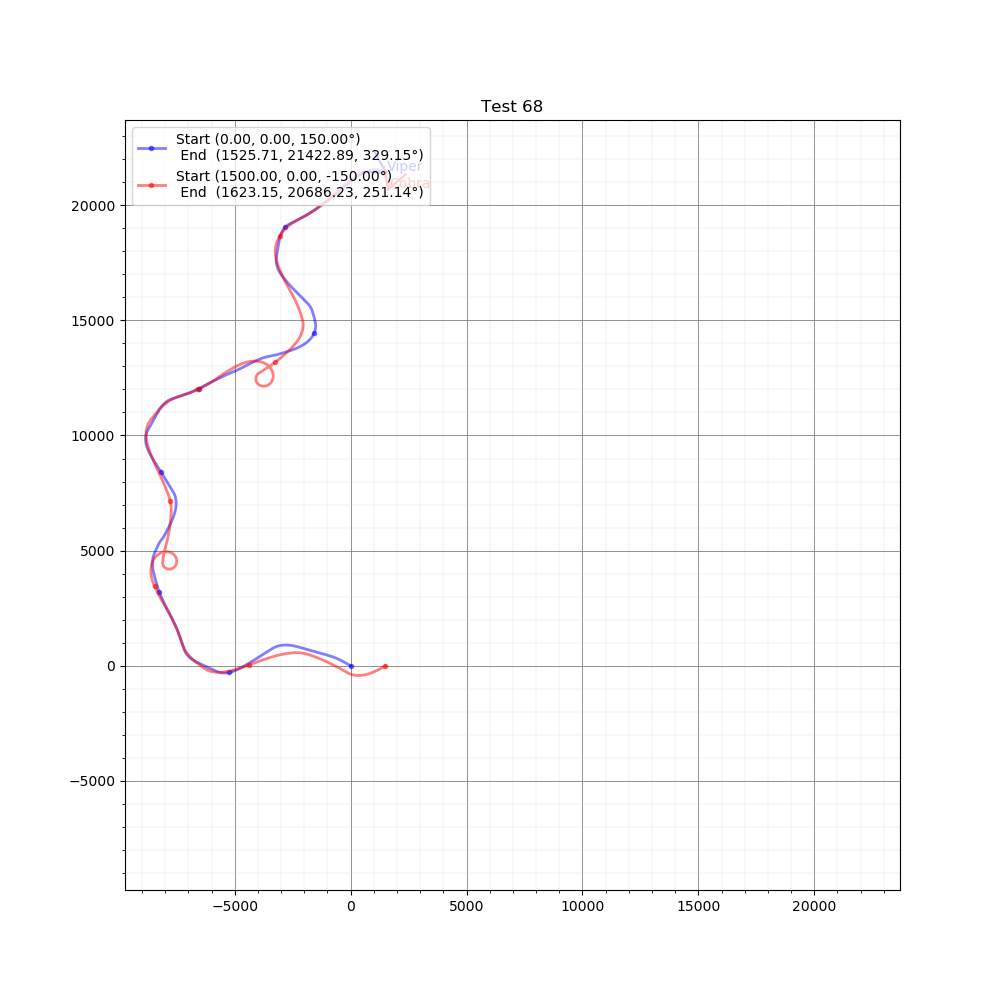 Test 68
Start (0.00, 0.00, 150.00°)
End  (1525.71, 21422.89, 329.15°)
Start (1500.00, 0.00, -150.00°)
End  (1623.15, 20686.23, 251.14°)
Viper
Cobra
20000
15000
10000
5000
0
−5000
−5000
0
5000
10000
15000
20000